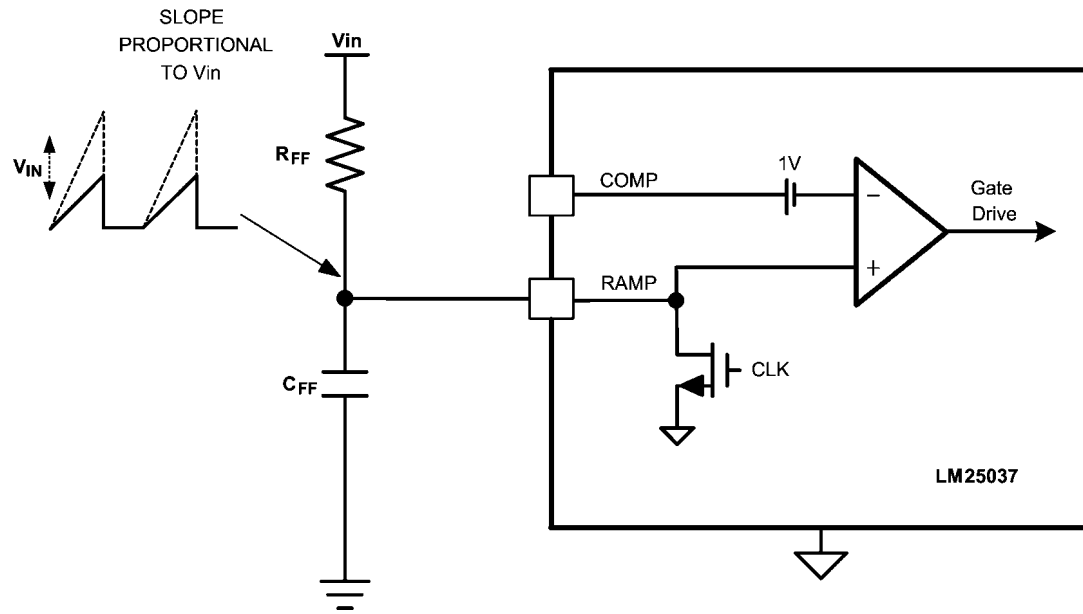 SLOPE
PROPORTIONAL
TO Vin
Vin
VIN
RFF
CFF
COMP
1V
−
+
Gate
Drive
RAMP
CLK
LM25037